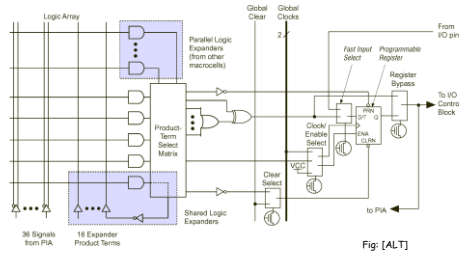 Logic Array
Parallel Logic
Expanders
(from other
macrocells)
Global
Clear
Global
Clocks
2
From
I/O pin
Fast Input
Select
Programmable
Register
Register
Bypass
To I/O
Control
Block
PRN
D/T Q
ENA
CLRN
Clock/
Enable
Select
VCC
Product-
Term
Select
Matrix
Clear
Select
Shared Logic
Expanders
to PIA
36 Signals
from PIA
16 Expander
Product Terms
Fig: [ALT]